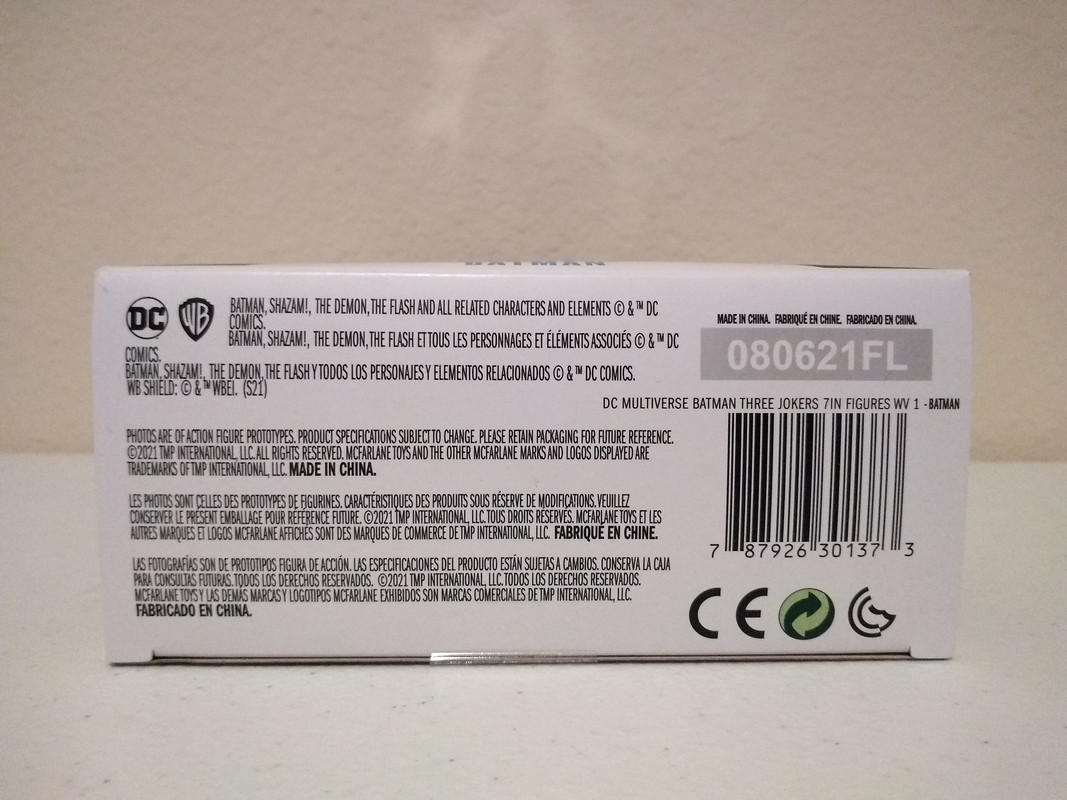 BATMAN
DC
WB
BATMAN, SHAZAM!, THE DEMON, THE FLASH AND ALL RELATED CHARACTERS AND ELEMENTS © & ™ DC
COMICS.
BATMAN, SHAZAM!, THE DEMON, THE FLASH ET TOUS LES PERSONNAGES ET ÉLÉMENTS ASSOCIÉS © & ™ DC
COMICS.
BATMAN, SHAZAM!, THE DEMON, THE FLASH Y TODOS LOS PERSONAJES Y ELEMENTOS RELACIONADOS © & ™ DC COMICS.
WB SHIELD: © & ™ WBEI. (S21)
PHOTOS ARE OF ACTION FIGURE PROTOTYPES. PRODUCT SPECIFICATIONS SUBJECT TO CHANGE. PLEASE RETAIN PACKAGING FOR FUTURE REFERENCE.
©2021 TMP INTERNATIONAL, LLC. ALL RIGHTS RESERVED. MCFARLANE TOYS AND THE OTHER MCFARLANE MARKS AND LOGOS DISPLAYED ARE
TRADEMARKS OF TMP INTERNATIONAL, LLC. MADE IN CHINA.
LES PHOTOS SONT CELLES DES PROTOTYPES DE FIGURINES. CARACTÉRISTIQUES DES PRODUITS SOUS RÉSERVE DE MODIFICATIONS. VEUILLEZ
CONSERVER LE PRÉSENT EMBALLAGE POUR RÉFÉRENCE FUTURE. ©2021 TMP INTERNATIONAL, LLC. TOUS DROITS RÉSERVÉS. MCFARLANE TOYS ET LES
AUTRES MARQUES ET LOGOS MCFARLANE AFFICHÉS SONT DES MARQUES DE COMMERCE DE TMP INTERNATIONAL, LLC. FABRIQUÉ EN CHINE.
LAS FOTOGRAFÍAS SON DE PROTOTIPOS FIGURA DE ACCIÓN. LAS ESPECIFICACIONES DEL PRODUCTO ESTÁN SUJETAS A CAMBIOS. CONSERVA LA CAJA
PARA CONSULTAS FUTURAS. TODOS LOS DERECHOS RESERVADOS. ©2021 TMP INTERNATIONAL, LLC. TODOS LOS DERECHOS RESERVADOS.
MCFARLANE TOYS Y LAS DEMAS MARCAS Y LOGOTIPOS MCFARLANE EXHIBIDOS SON MARCAS COMERCIALES DE TMP INTERNATIONAL, LLC.
FABRICADO EN CHINA.
MADE IN CHINA. FABRIQUÉ EN CHINE. FABRICADO EN CHINA.
080621FL
DC MULTIVERSE BATMAN THREE JOKERS 7IN FIGURES WV 1 - BATMAN
7 87926 30137 3
CE